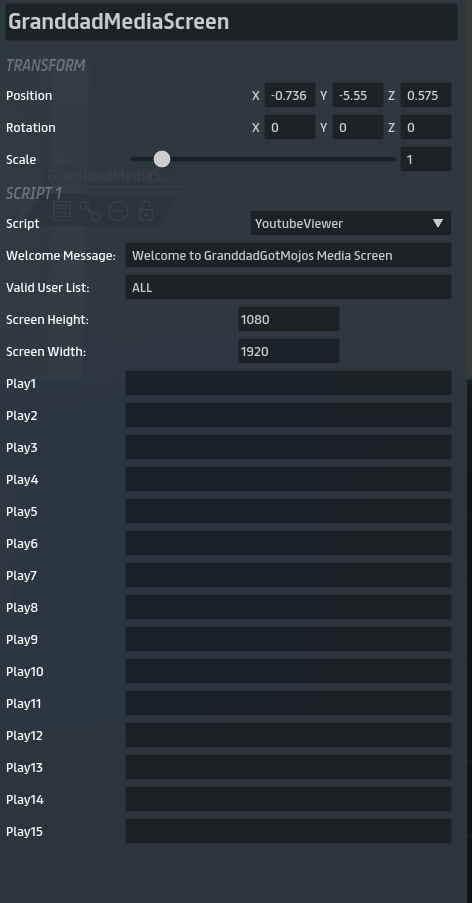 GranddadMediaScreen
TRANSFORM
Position X -0.736 Y -5.55 Z 0.575
Rotation X 0 Y 0 Z 0
Scale 1
GranddadMediaS...
SCRIPT 1
Script YoutubeViewer
Welcome Message: Welcome to GranddadGotMojos Media Screen
Valid User List: ALL
Screen Height: 1080
Screen Width: 1920
Play1
Play2
Play3
Play4
Play5
Play6
Play7
Play8
Play9
Play10
Play11
Play12
Play13
Play14
Play15